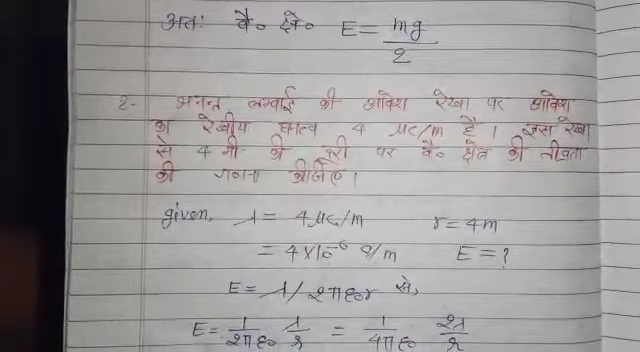 अतः वै० क्षे० E = mg/2
2- अनन्त लम्बाई की आवेश रेखा पर आवेश
का रेखीय घनत्व 4 μc/m है। इस रेखा
से 4 मी० की दूरी पर वै० क्षेत्र की तीव्रता
की गणना कीजिए।
given, λ = 4μc/m r = 4m
= 4×10⁻⁶ c/m E = ?
E = λ/2πε₀r से,
E = 1/2πε₀ λ/r = 1/4πε₀ 2λ/r